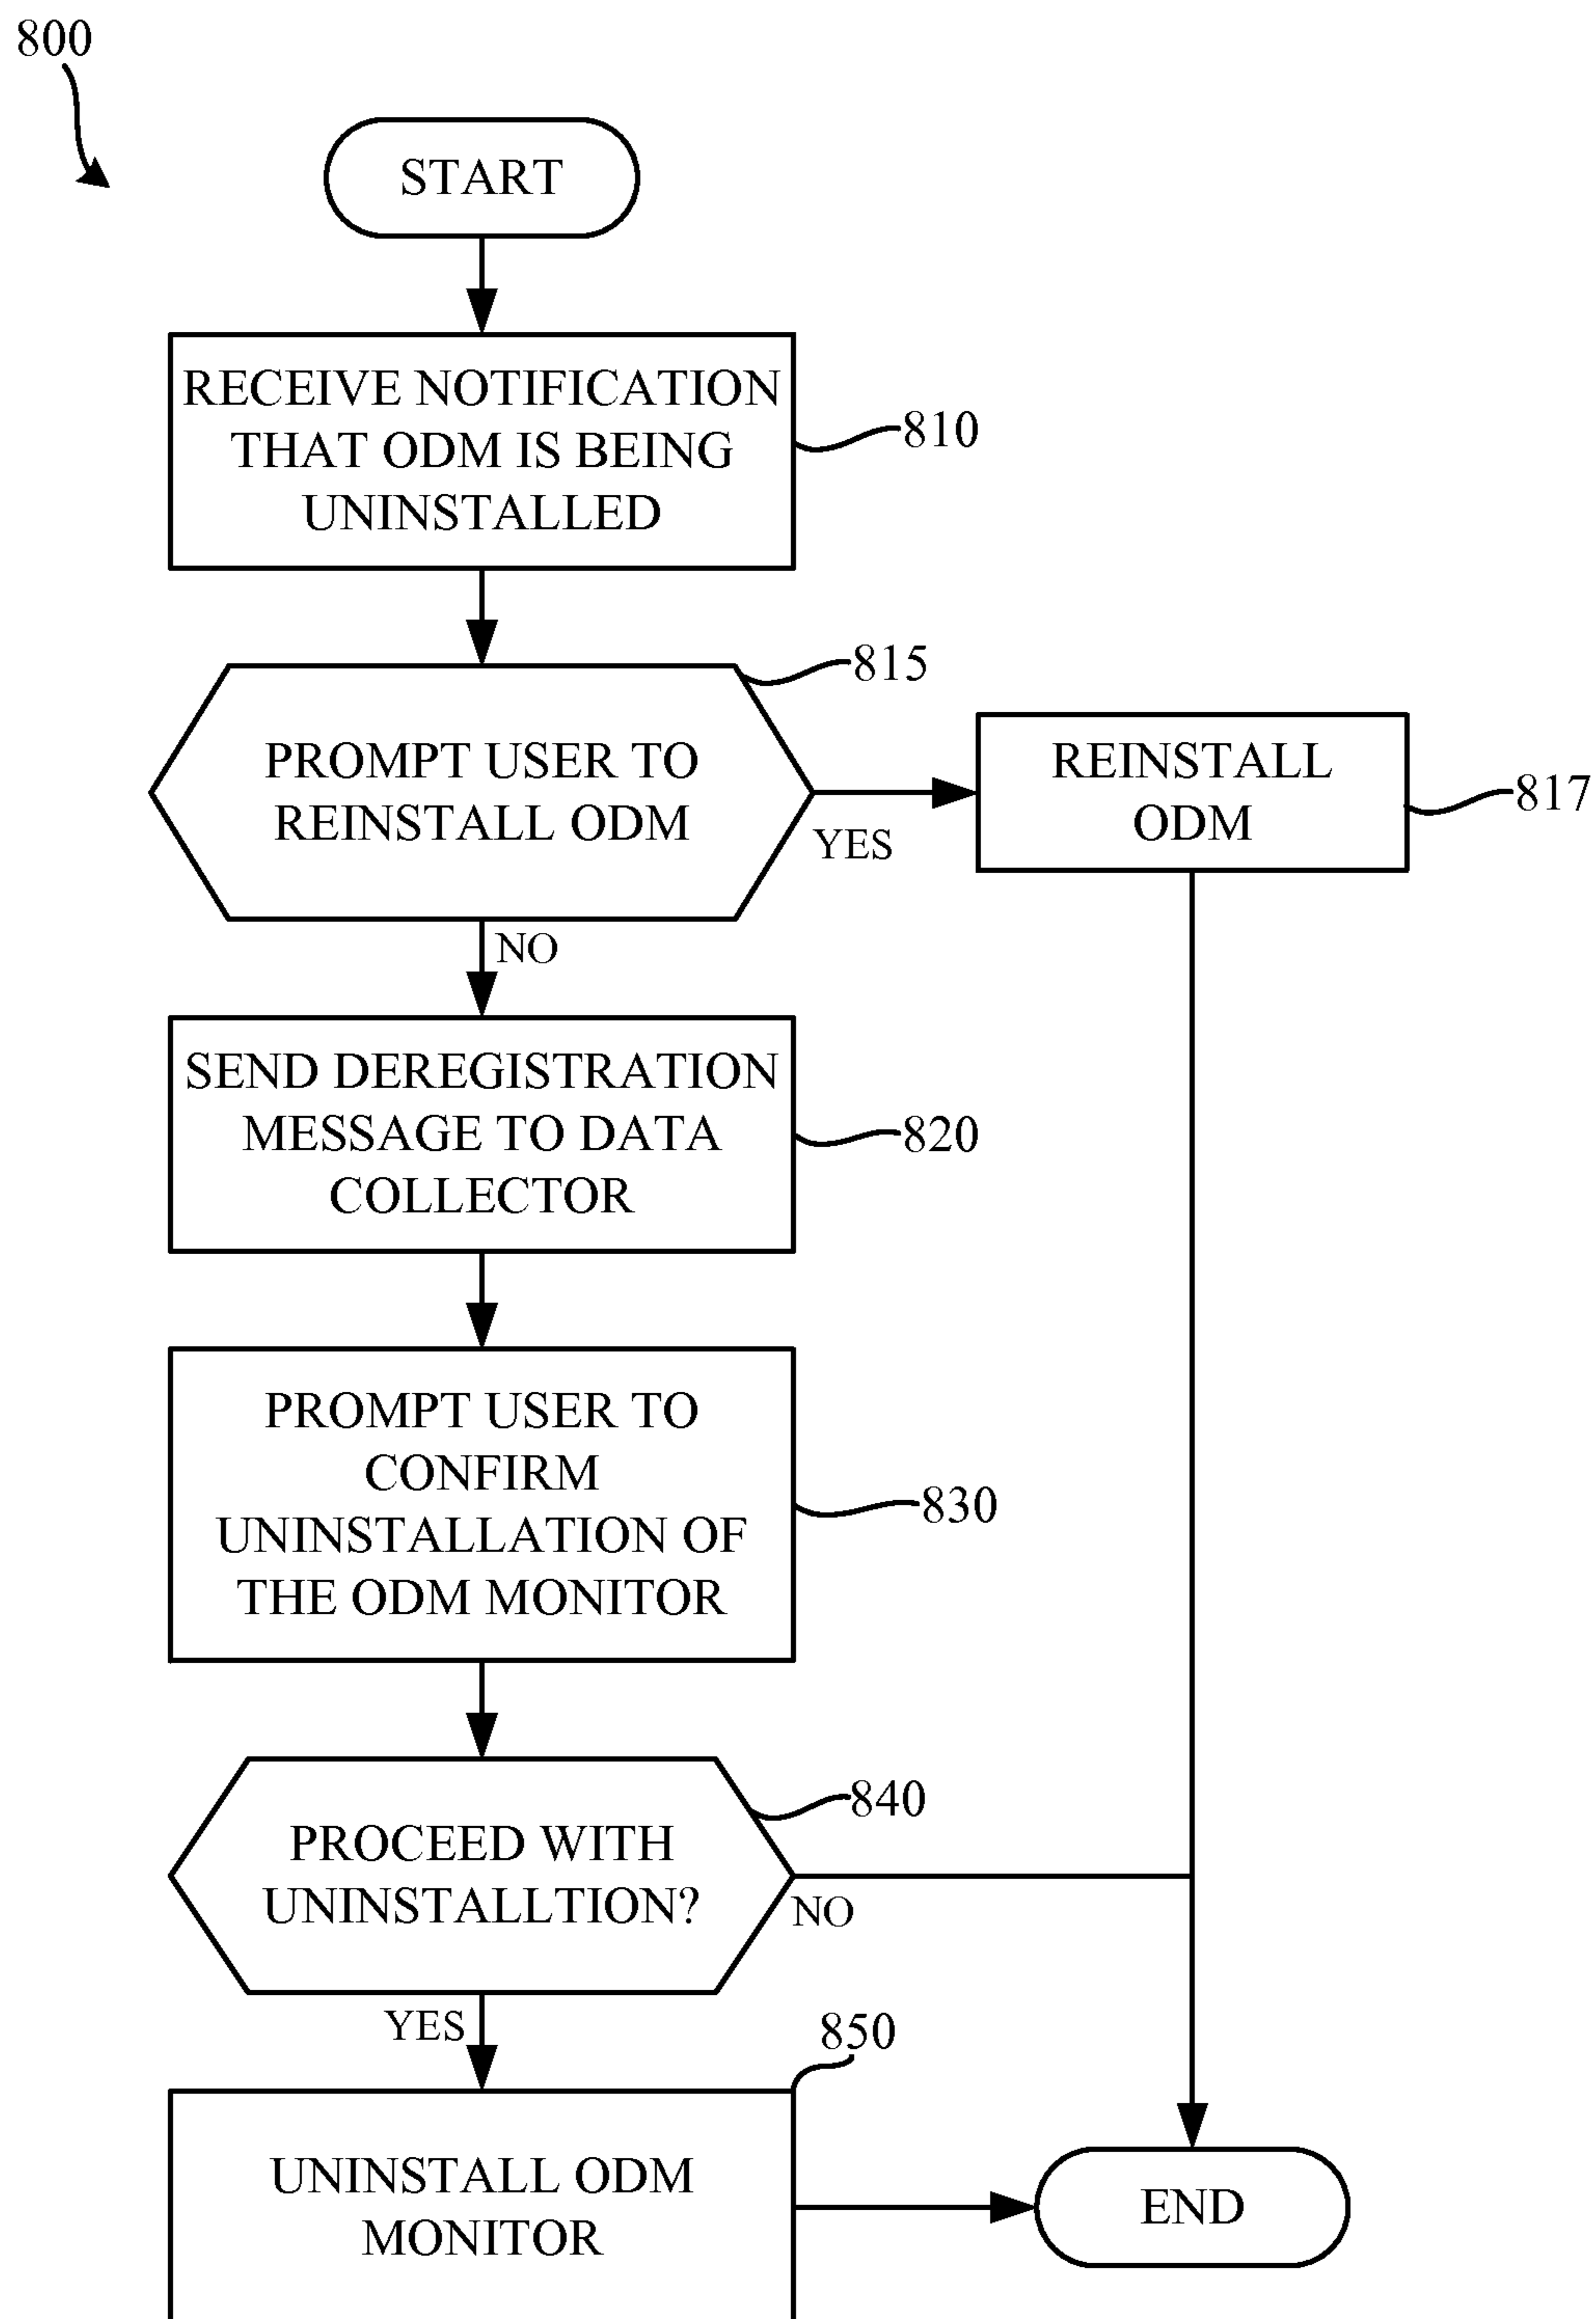 800
START
RECEIVE NOTIFICATION
THAT ODM IS BEING
UNINSTALLED
810
815
PROMPT USER TO
REINSTALL ODM
YES
REINSTALL
ODM
817
NO
SEND DEREGISTRATION
MESSAGE TO DATA
COLLECTOR
820
PROMPT USER TO
CONFIRM
UNINSTALLATION OF
THE ODM MONITOR
830
840
PROCEED WITH
UNINSTALLTION?
NO
YES
850
UNINSTALL ODM
MONITOR
END